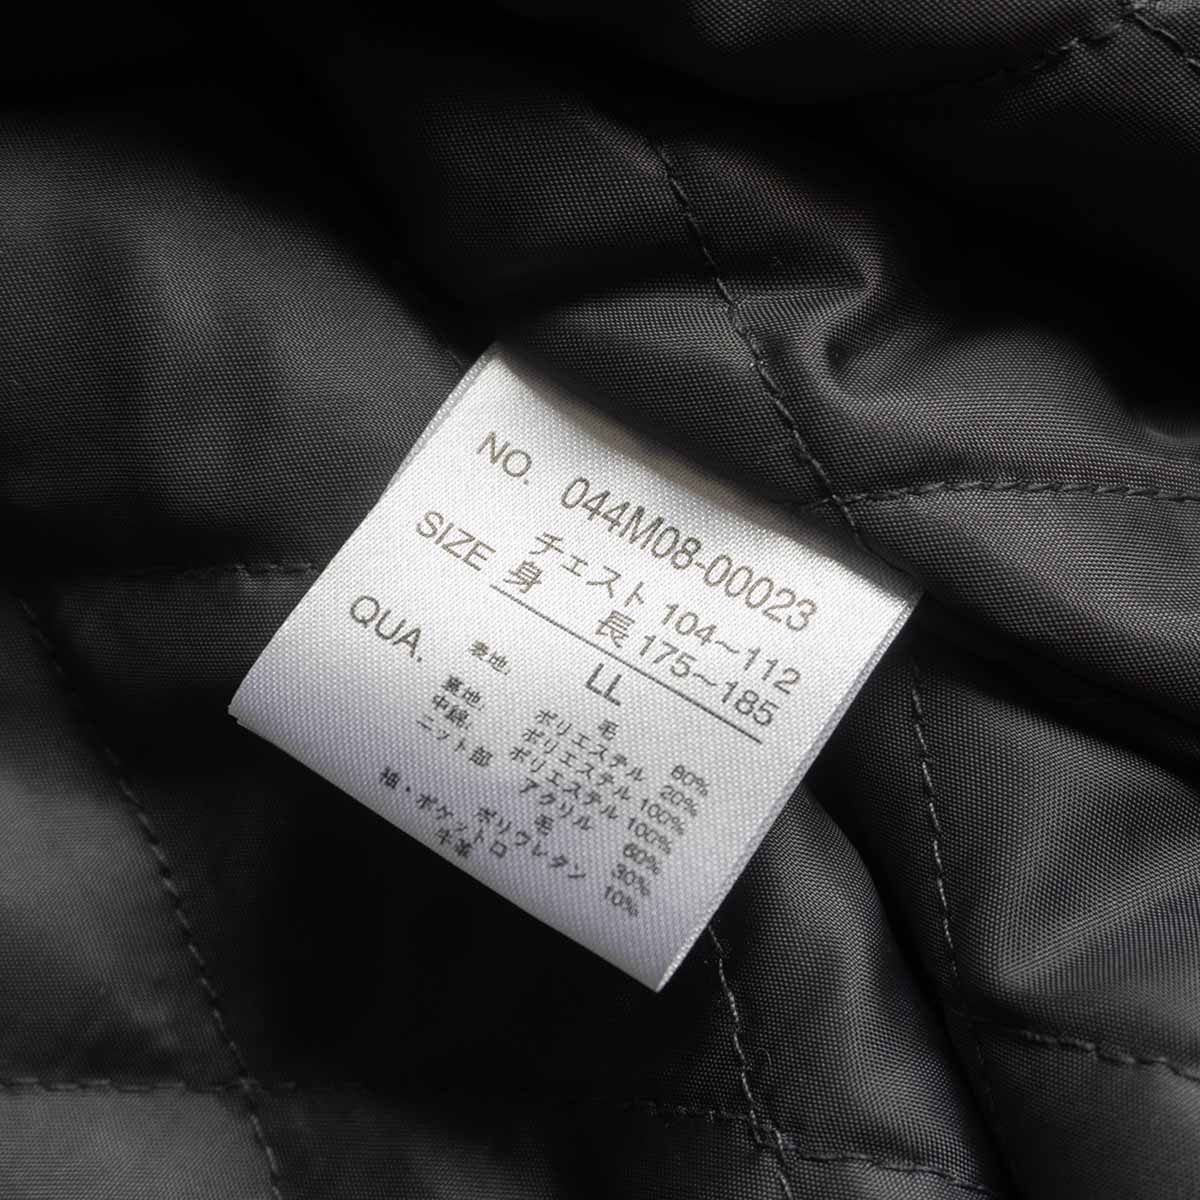 NO. 044M08-00023
SIZE チェスト 104〜112
身 長 175〜185
LL
QUA. 表地. 毛 80%
ポリエステル 20%
裏地. ポリエステル 100%
中綿. ポリエステル 100%
ニット部 アクリル 60%
毛 30%
ポリウレタン 10%
袖・ポケット口 牛革